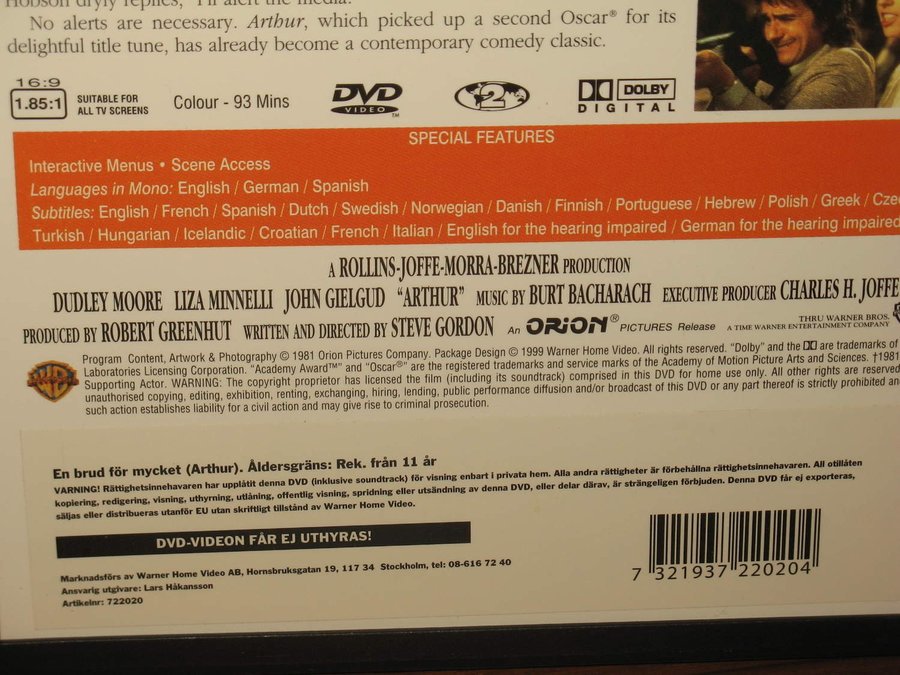 Hobson dryly replies, "I'll alert the media."
No alerts are necessary. Arthur, which picked up a second Oscar® for its
delightful title tune, has already become a contemporary comedy classic.
16:9
1.85:1
SUITABLE FOR
ALL TV SCREENS
Colour - 93 Mins
DVD
VIDEO
TM
2
DOLBY
DIGITAL
SPECIAL FEATURES
Interactive Menus • Scene Access
Languages in Mono: English / German / Spanish
Subtitles: English / French / Spanish / Dutch / Swedish / Norwegian / Danish / Finnish / Portuguese / Hebrew / Polish / Greek / Cze
Turkish / Hungarian / Icelandic / Croatian / French / Italian / English for the hearing impaired / German for the hearing impaired
A ROLLINS-JOFFE-MORRA-BREZNER PRODUCTION
DUDLEY MOORE LIZA MINNELLI JOHN GIELGUD "ARTHUR" MUSIC BY BURT BACHARACH EXECUTIVE PRODUCER CHARLES H. JOFFE
PRODUCED BY ROBERT GREENHUT WRITTEN AND DIRECTED BY STEVE GORDON An ORION® PICTURES Release THRU WARNER BROS.
A TIME WARNER ENTERTAINMENT COMPANY
Program Content, Artwork & Photography © 1981 Orion Pictures Company. Package Design © 1999 Warner Home Video. All rights reserved. "Dolby" and the DD are trademarks of
Laboratories Licensing Corporation. "Academy Award™" and "Oscar®" are the registered trademarks and service marks of the Academy of Motion Picture Arts and Sciences. †1981
Supporting Actor. WARNING: The copyright proprietor has licensed the film (including its soundtrack) comprised in this DVD for home use only. All other rights are reserved
unauthorised copying, editing, exhibition, renting, exchanging, hiring, lending, public performance diffusion and/or broadcast of this DVD or any part thereof is strictly prohibited an
such action establishes liability for a civil action and may give rise to criminal prosecution.
En brud för mycket (Arthur). Åldersgräns: Rek. från 11 år
VARNING! Rättighetsinnehavaren har upplåtit denna DVD (inklusive soundtrack) för visning enbart i privata hem. Alla andra rättigheter är förbehållna rättighetsinnehavaren. All otillåten
kopiering, redigering, visning, uthyrning, utlåning, offentlig visning, spridning eller utsändning av denna DVD, eller delar därav, är strängeligen förbjuden. Denna DVD får ej exporteras,
säljas eller distribueras utanför EU utan skriftligt tillstånd av Warner Home Video.
DVD-VIDEON FÅR EJ UTHYRAS!
Marknadsförs av Warner Home Video AB, Hornsbruksgatan 19, 117 34 Stockholm, tel: 08-616 72 40
Ansvarig utgivare: Lars Håkansson
Artikelnr: 722020
7 321937 220204